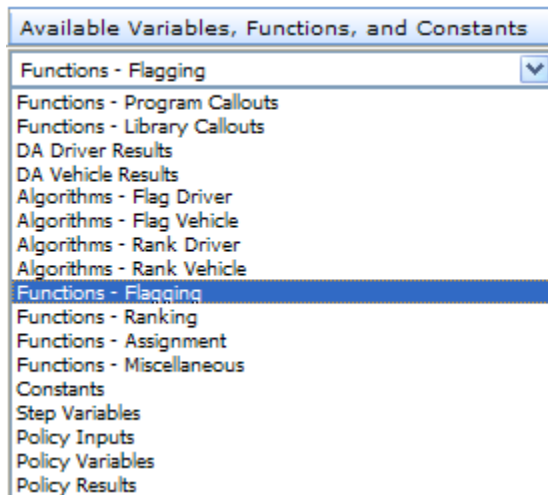 Available Variables, Functions, and Constants
Functions - Flagging
Functions - Program Callouts
Functions - Library Callouts
DA Driver Results
DA Vehicle Results
Algorithms - Flag Driver
Algorithms - Flag Vehicle
Algorithms - Rank Driver
Algorithms - Rank Vehicle
Functions - Flagging
Functions - Ranking
Functions - Assignment
Functions - Miscellaneous
Constants
Step Variables
Policy Inputs
Policy Variables
Policy Results